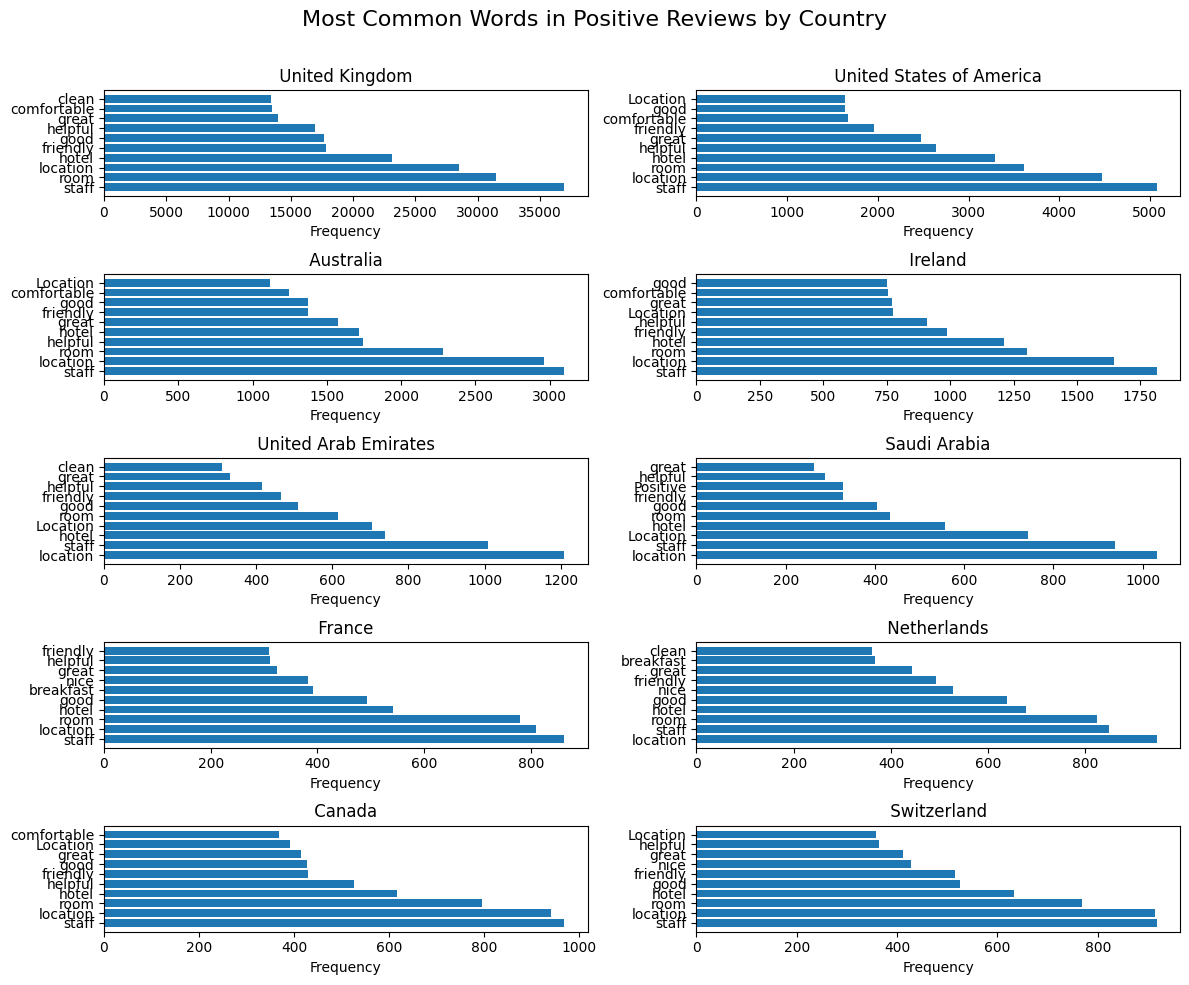 Most Common Words in Positive Reviews by Country
United Kingdom
clean
comfortable
great
helpful
good
friendly
hotel
location
room
staff
0 5000 10000 15000 20000 25000 30000 35000
Frequency
United States of America
Location
good
comfortable
friendly
great
helpful
hotel
room
location
staff
0 1000 2000 3000 4000 5000
Frequency
Australia
Location
comfortable
good
friendly
great
hotel
helpful
room
location
staff
0 500 1000 1500 2000 2500 3000
Frequency
Ireland
good
comfortable
great
Location
helpful
friendly
hotel
room
location
staff
0 250 500 750 1000 1250 1500 1750
Frequency
United Arab Emirates
clean
great
helpful
friendly
good
room
Location
hotel
staff
location
0 200 400 600 800 1000 1200
Frequency
Saudi Arabia
great
helpful
Positive
friendly
good
room
hotel
Location
staff
location
0 200 400 600 800 1000
Frequency
France
friendly
helpful
great
nice
breakfast
good
hotel
room
location
staff
0 200 400 600 800
Frequency
Netherlands
clean
breakfast
great
friendly
nice
good
hotel
room
staff
location
0 200 400 600 800
Frequency
Canada
comfortable
Location
great
good
friendly
helpful
hotel
room
location
staff
0 200 400 600 800 1000
Frequency
Switzerland
Location
helpful
great
nice
friendly
good
hotel
room
location
staff
0 200 400 600 800
Frequency